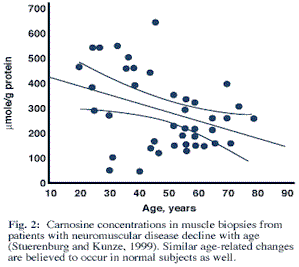 700
600
500
400
300
200
100
0
µmole/g protein
10 20 30 40 50 60 70 80 90
Age, years
Fig. 2: Carnosine concentrations in muscle biopsies from
patients with neuromuscular disease decline with age
(Stuerenburg and Kunze, 1999). Similar age-related changes
are believed to occur in normal subjects as well.